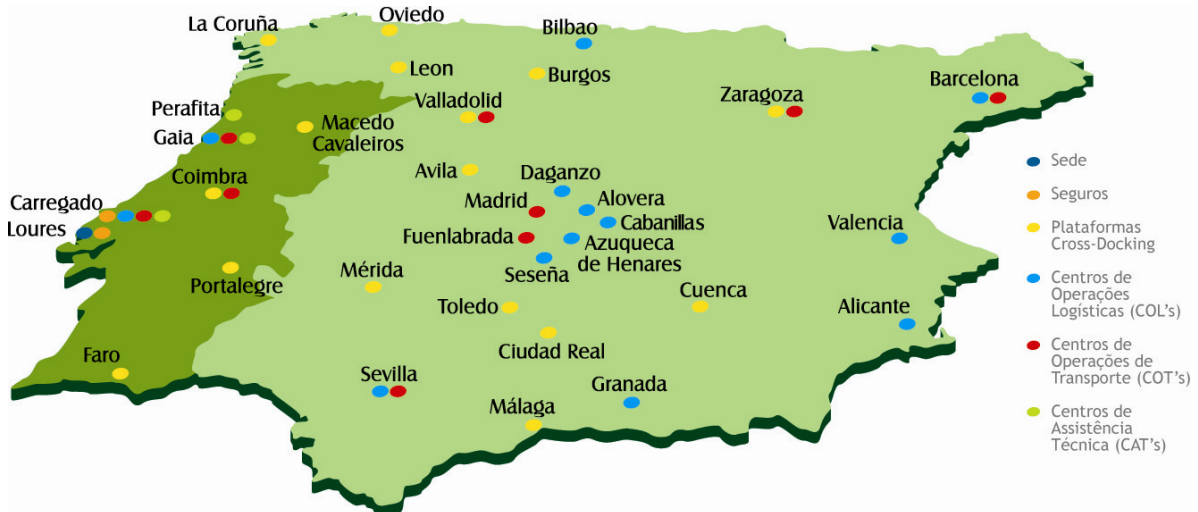 La Coruña
Oviedo
Bilbao
Leon
Burgos
Barcelona
Zaragoza
Valladolid
Perafita
Gaia
Macedo
Cavaleiros
Avila
Coimbra
Daganzo
Madrid
Alovera
Cabanillas
Carregado
Loures
Fuenlabrada
Azuqueca
de Henares
Valencia
Seseña
Mérida
Portalegre
Toledo
Cuenca
Alicante
Ciudad Real
Faro
Sevilla
Granada
Málaga
Sede
Seguros
Plataformas
Cross-Docking
Centros de
Operações
Logísticas (COL's)
Centros de
Operações de
Transporte (COT's)
Centros de
Assistência
Técnica (CAT's)